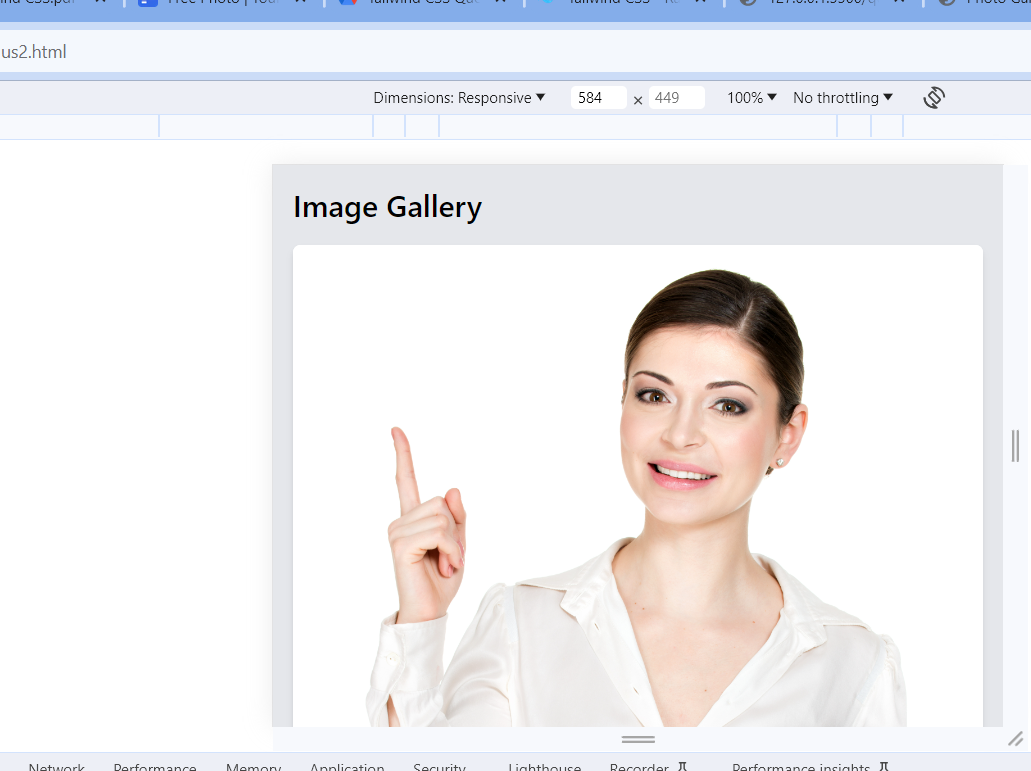 us2.html
Dimensions: Responsive 584 × 449 100% No throttling
Image Gallery
Network Performance Memory Application Security Lighthouse Recorder Performance insights